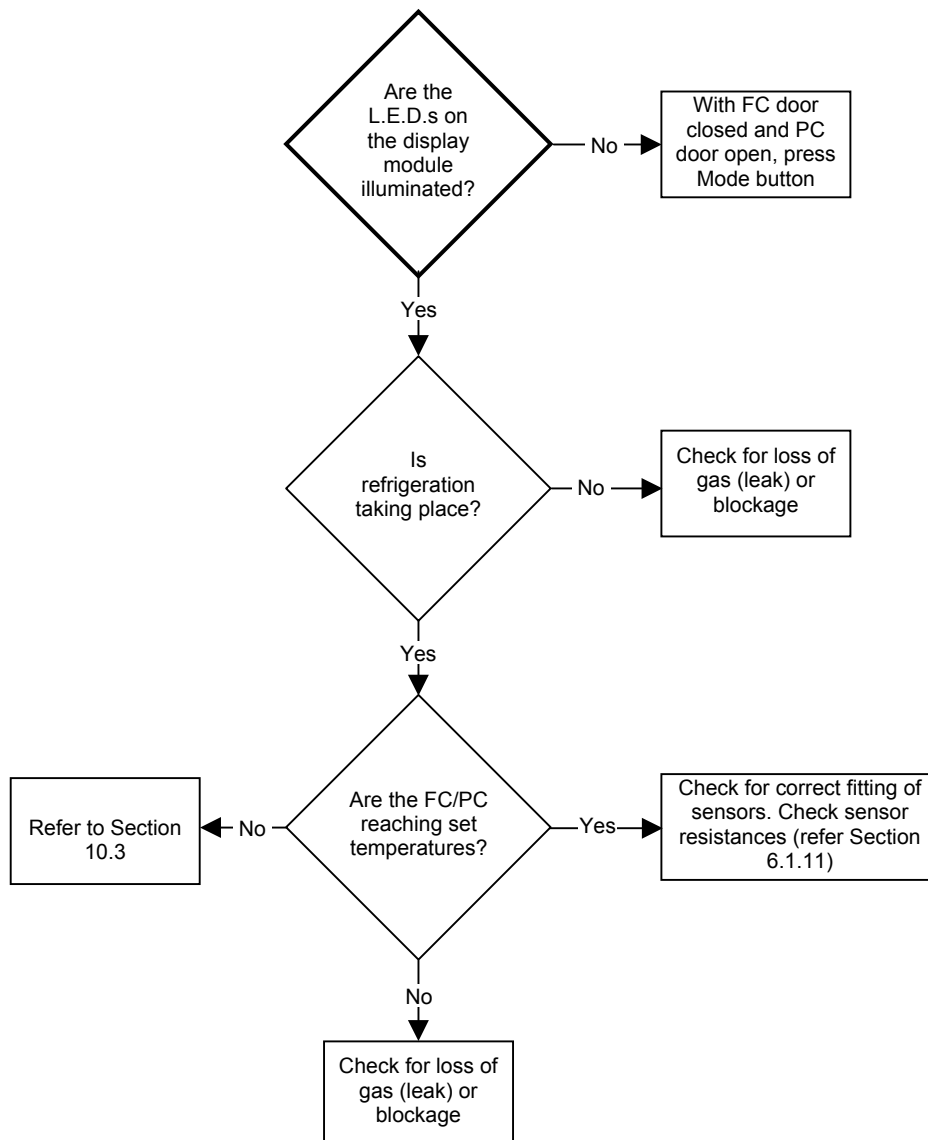 Are the
L.E.D.s on
the display
module
illuminated?
No
With FC door
closed and PC
door open, press
Mode button
Yes
Is
refrigeration
taking place?
No
Check for loss of
gas (leak) or
blockage
Yes
Refer to Section
10.3
No
Are the FC/PC
reaching set
temperatures?
Yes
Check for correct fitting of
sensors. Check sensor
resistances (refer Section
6.1.11)
No
Check for loss of
gas (leak) or
blockage